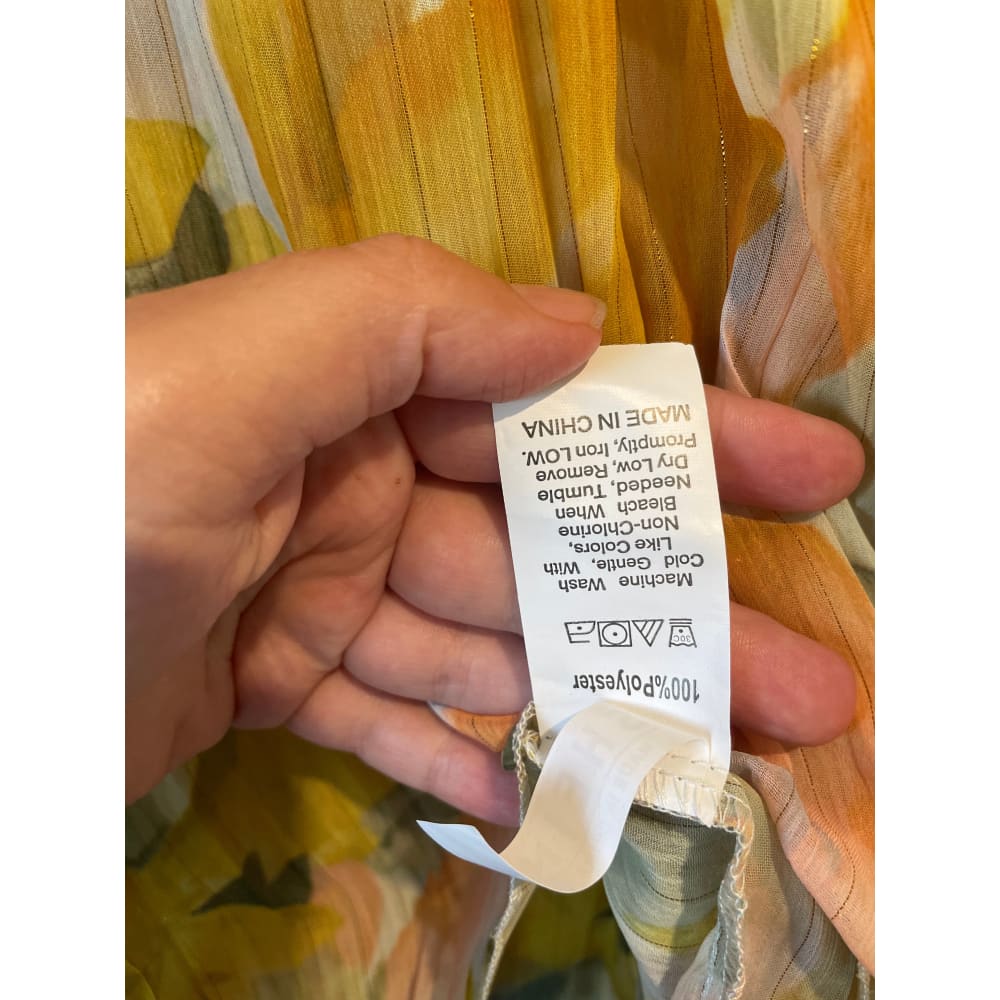 100%Polyester
30C
Machine Wash
Cold Gentle, With
Like Colors,
Non-Chlorine
Bleach When
Needed, Tumble
Dry Low, Remove
Promptly, Iron LOW.
MADE IN CHINA